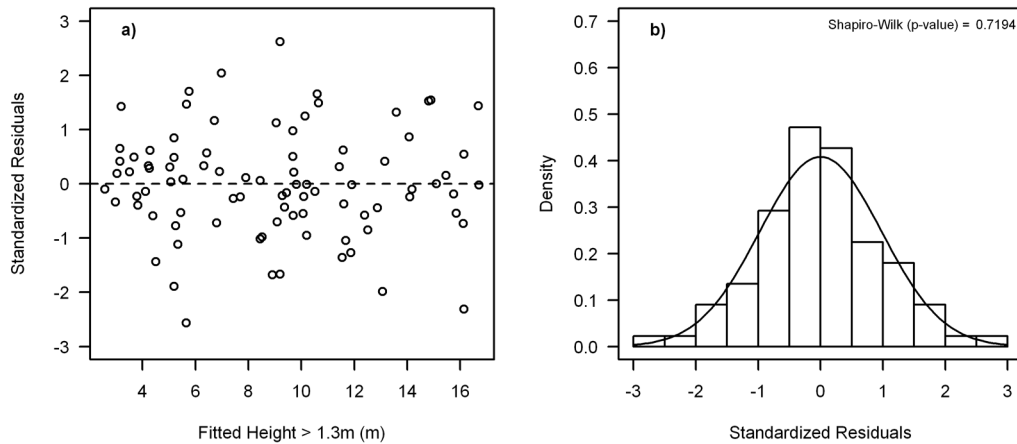 a)
3
2
1
0
-1
-2
-3
Standardized Residuals
4 6 8 10 12 14 16
Fitted Height > 1.3m (m)
b)
Shapiro-Wilk (p-value) = 0.7194
0.7
0.6
0.5
0.4
0.3
0.2
0.1
0.0
Density
-3 -2 -1 0 1 2 3
Standardized Residuals